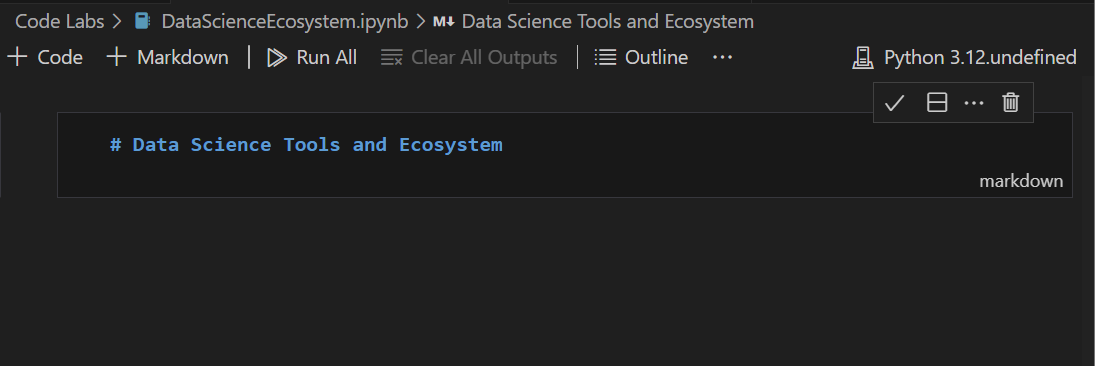 Code Labs > DataScienceEcosystem.ipynb > M↓ Data Science Tools and Ecosystem
+ Code + Markdown | Run All Clear All Outputs | Outline ... Python 3.12.undefined
# Data Science Tools and Ecosystem
markdown